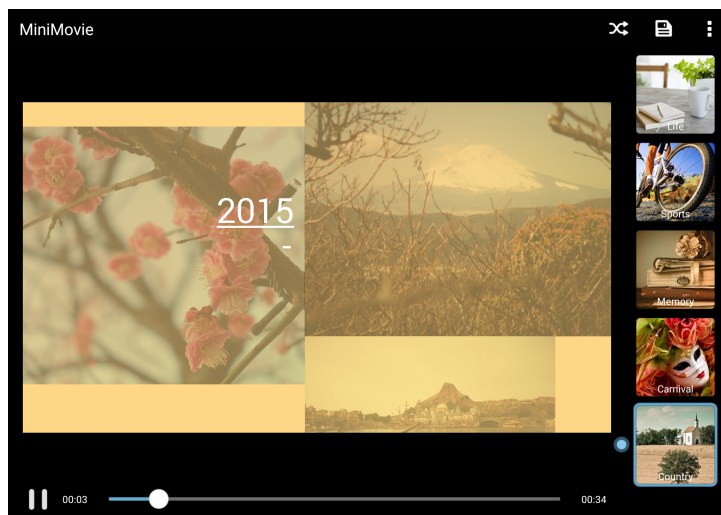 MiniMovie
2015
-
Life
Sports
Memory
Carnival
Country
00:03
00:34